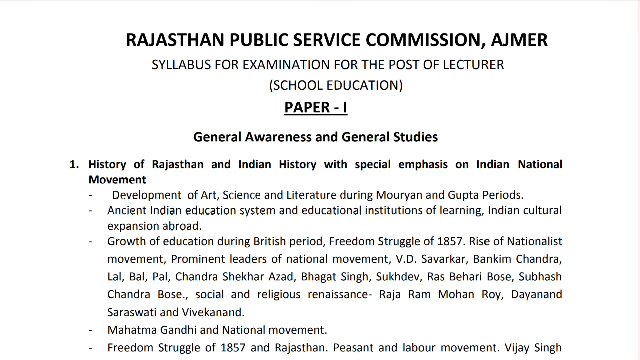 RAJASTHAN PUBLIC SERVICE COMMISSION, AJMER
SYLLABUS FOR EXAMINATION FOR THE POST OF LECTURER
(SCHOOL EDUCATION)
PAPER - I
General Awareness and General Studies
1. History of Rajasthan and Indian History with special emphasis on Indian National
Movement
- Development of Art, Science and Literature during Mouryan and Gupta Periods.
- Ancient Indian education system and educational institutions of learning, Indian cultural
expansion abroad.
- Growth of education during British period, Freedom Struggle of 1857. Rise of Nationalist
movement, Prominent leaders of national movement, V.D. Savarkar, Bankim Chandra,
Lal, Bal, Pal, Chandra Shekhar Azad, Bhagat Singh, Sukhdev, Ras Behari Bose, Subhash
Chandra Bose., social and religious renaissance- Raja Ram Mohan Roy, Dayanand
Saraswati and Vivekanand.
- Mahatma Gandhi and National movement.
- Freedom Struggle of 1857 and Rajasthan. Peasant and labour movement. Vijay Singh